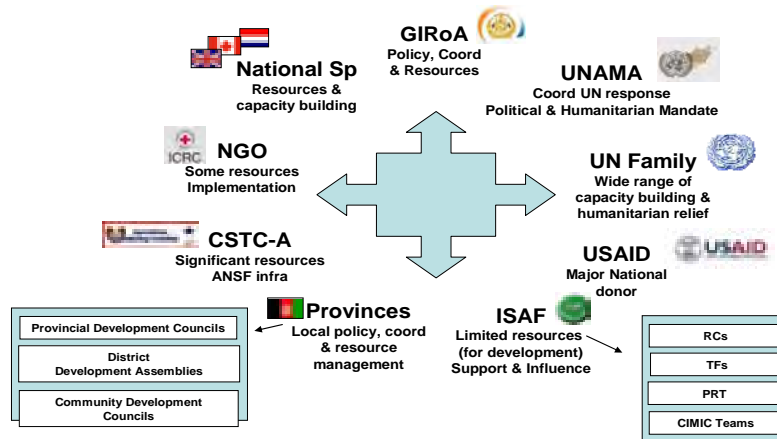 GIRoA
Policy, Coord
& Resources
National Sp
Resources &
capacity building
UNAMA
Coord UN response
Political & Humanitarian Mandate
ICRC
NGO
Some resources
Implementation
UN Family
Wide range of
capacity building &
humanitarian relief
CSTC-A
Significant resources
ANSF infra
USAID
USAID
Major National
donor
Provinces
Local policy, coord
& resource
management
ISAF
Limited resources
(for development)
Support & Influence
Provincial Development Councils
District
Development Assemblies
Community Development
Councils
RCs
TFs
PRT
CIMIC Teams